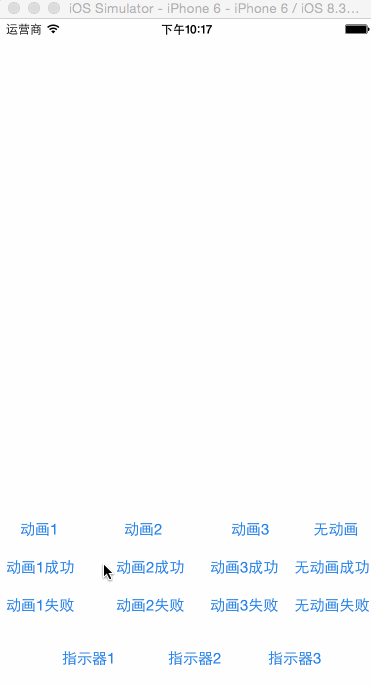 iOS Simulator - iPhone 6 - iPhone 6 / iOS 8.3…
运营商 下午10:17
动画1 动画2 动画3 无动画
动画1成功 动画2成功 动画3成功 无动画成功
动画1失败 动画2失败 动画3失败 无动画失败
指示器1 指示器2 指示器3